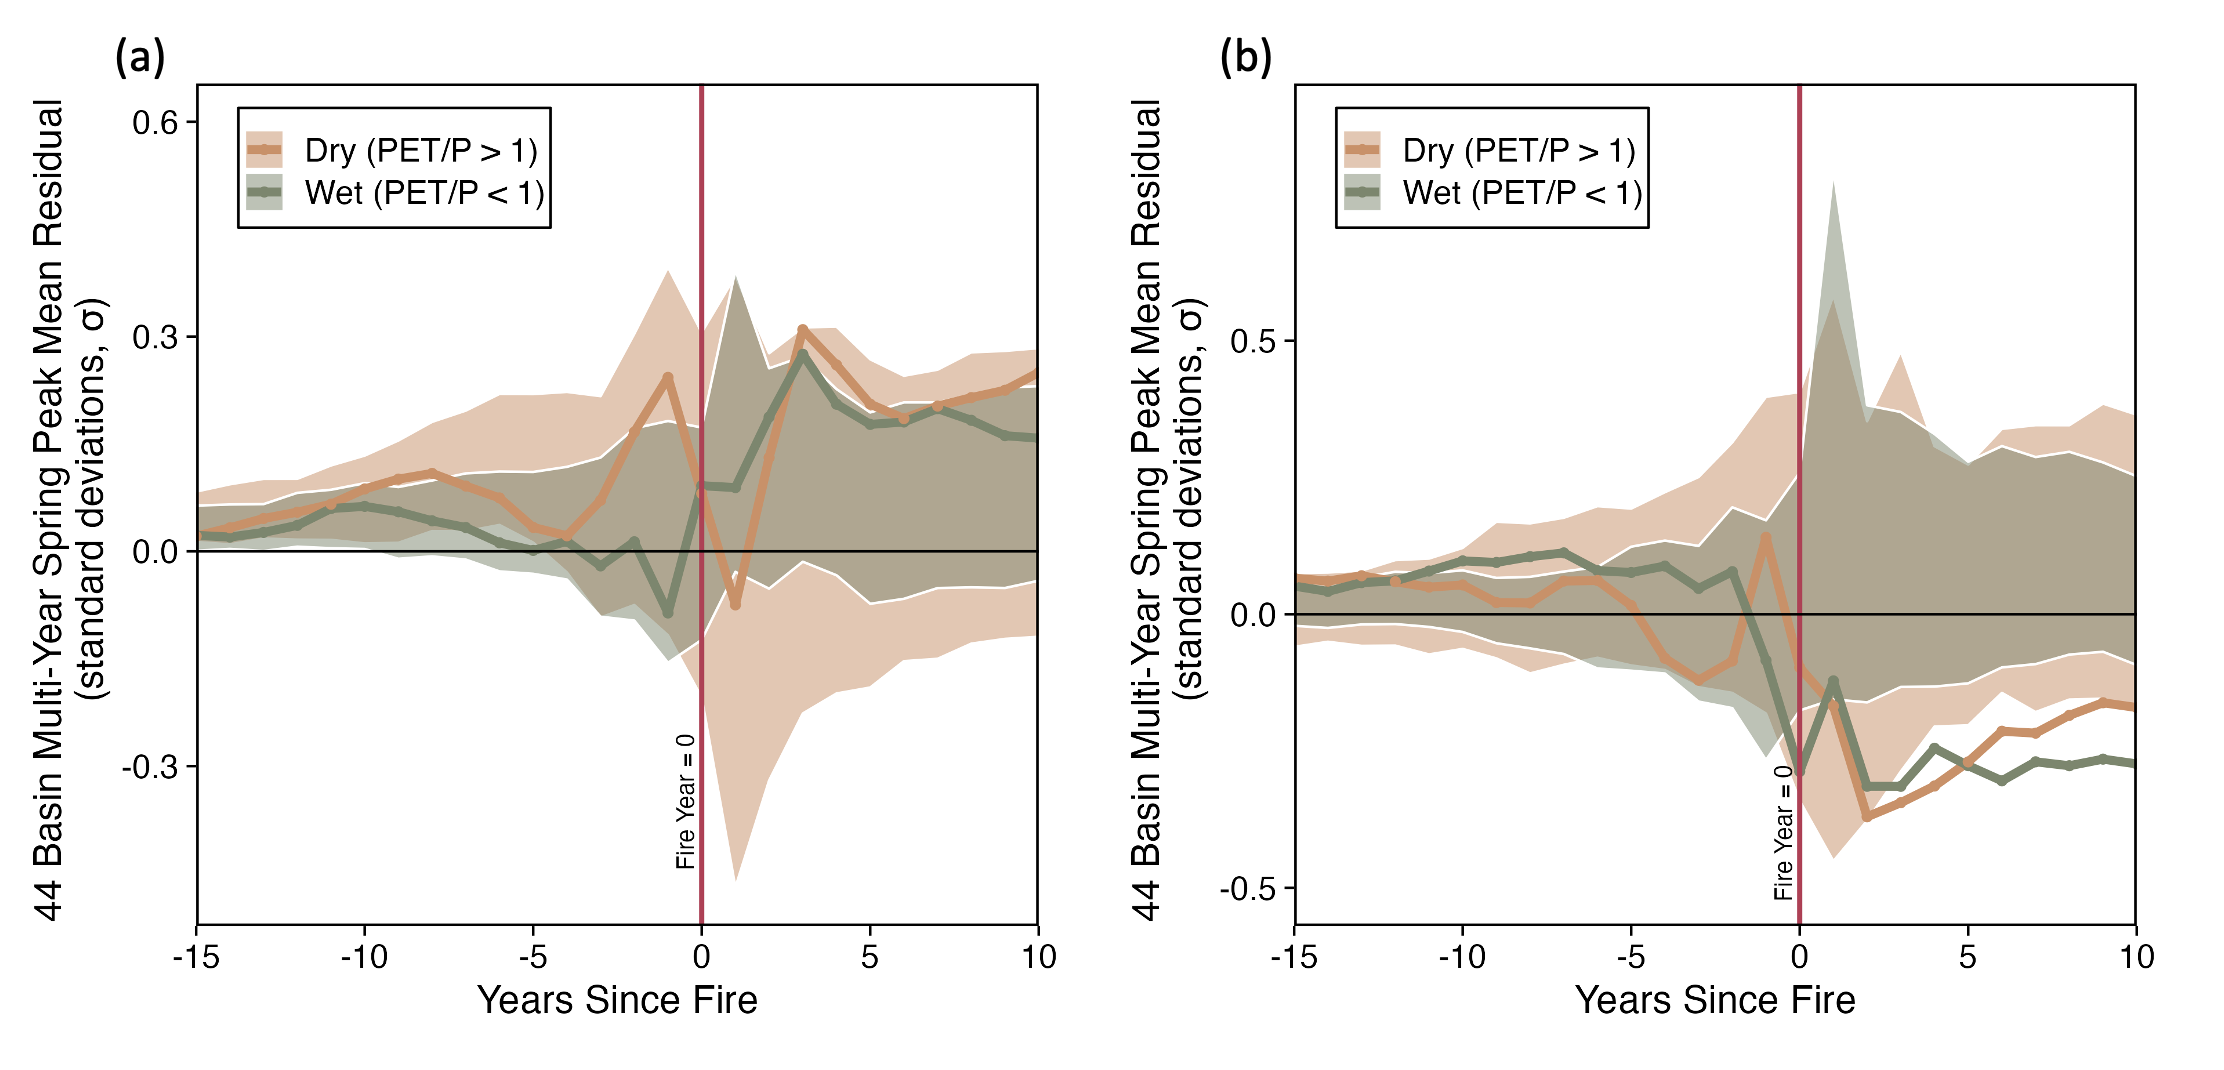 (a)
44 Basin Multi-Year Spring Peak Mean Residual
(standard deviations, σ)
0.6
0.3
0.0
-0.3
Dry (PET/P > 1)
Wet (PET/P < 1)
Fire Year = 0
-15
-10
-5
0
5
10
Years Since Fire
(b)
44 Basin Multi-Year Spring Peak Mean Residual
(standard deviations, σ)
0.5
0.0
-0.5
Dry (PET/P > 1)
Wet (PET/P < 1)
Fire Year = 0
-15
-10
-5
0
5
10
Years Since Fire